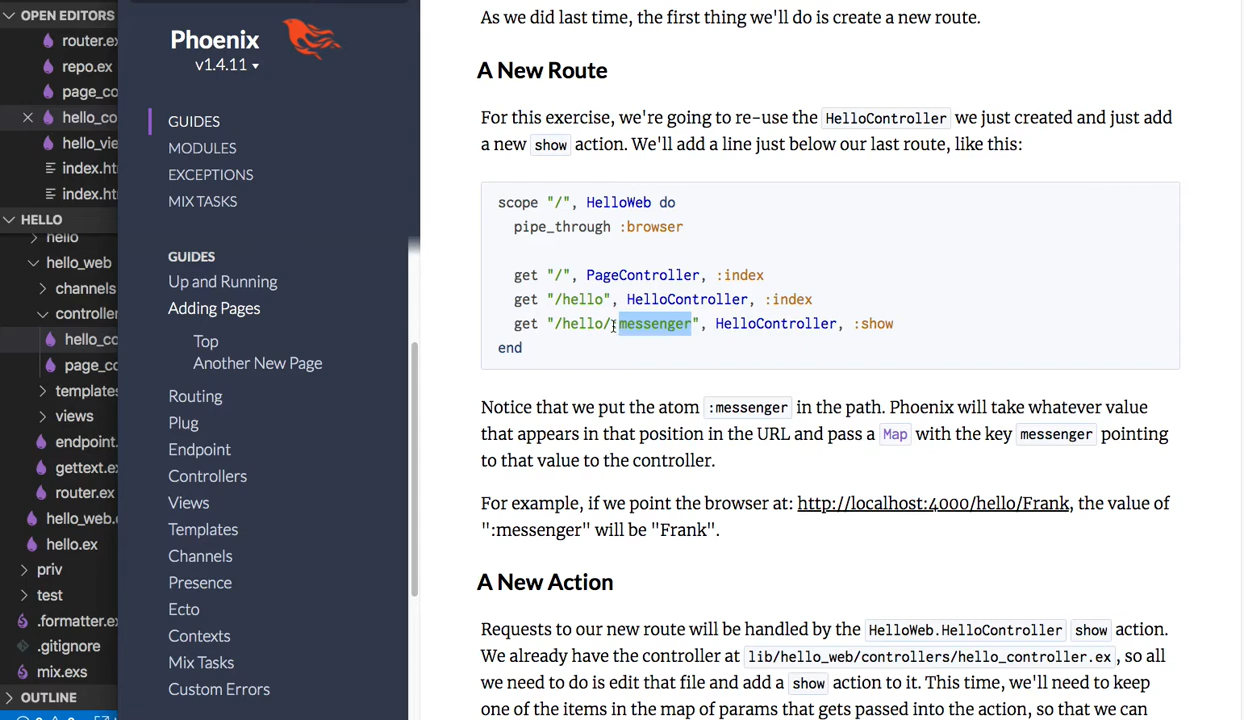 OPEN EDITORS
router.ex
repo.ex
page_co
hello_co
hello_vie
index.ht
index.ht
HELLO
hello
hello_web
channels
controller
hello_co
page_co
templates
views
endpoint.
gettext.ex
router.ex
hello_web.
hello.ex
priv
test
.formatter.ex
.gitignore
mix.exs
OUTLINE
Phoenix
v1.4.11
GUIDES
MODULES
EXCEPTIONS
MIX TASKS
GUIDES
Up and Running
Adding Pages
Top
Another New Page
Routing
Plug
Endpoint
Controllers
Views
Templates
Channels
Presence
Ecto
Contexts
Mix Tasks
Custom Errors
As we did last time, the first thing we'll do is create a new route.
A New Route
For this exercise, we're going to re-use the HelloController we just created and just add
a new show action. We'll add a line just below our last route, like this:
scope "/", HelloWeb do
pipe_through :browser
get "/", PageController, :index
get "/hello", HelloController, :index
get "/hello/:messenger", HelloController, :show
end
Notice that we put the atom :messenger in the path. Phoenix will take whatever value
that appears in that position in the URL and pass a Map with the key messenger pointing
to that value to the controller.
For example, if we point the browser at: http://localhost:4000/hello/Frank, the value of
":messenger" will be "Frank".
A New Action
Requests to our new route will be handled by the HelloWeb.HelloController show action.
We already have the controller at lib/hello_web/controllers/hello_controller.ex, so all
we need to do is edit that file and add a show action to it. This time, we'll need to keep
one of the items in the map of params that gets passed into the action, so that we can